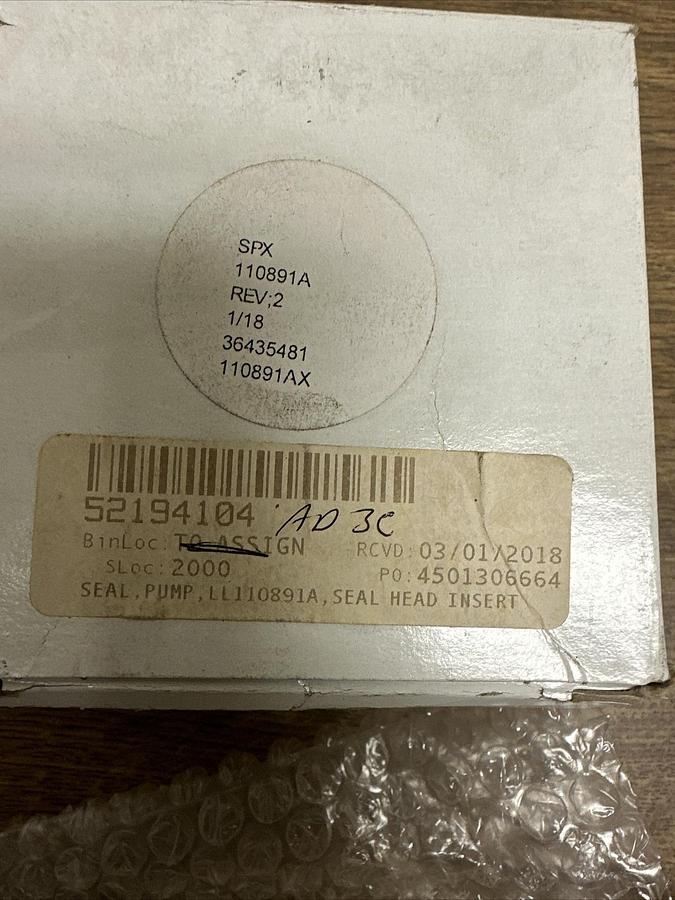 SPX
110891A
REV;2
1/18
36435481
110891AX
52194104 AD 3C
BinLoc: TO ASSIGN RCVD: 03/01/2018
SLoc: 2000 PO: 4501306664
SEAL,PUMP,LL110891A,SEAL HEAD INSERT